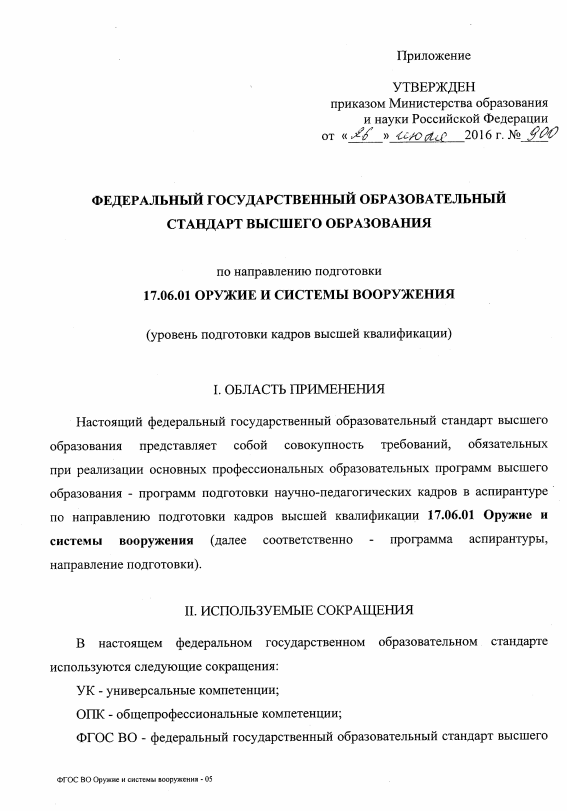 Приложение
УТВЕРЖДЕН
приказом Министерства образования
и науки Российской Федерации
от «26» июля 2016 г. № 900
ФЕДЕРАЛЬНЫЙ ГОСУДАРСТВЕННЫЙ ОБРАЗОВАТЕЛЬНЫЙ
СТАНДАРТ ВЫСШЕГО ОБРАЗОВАНИЯ
по направлению подготовки
17.06.01 ОРУЖИЕ И СИСТЕМЫ ВООРУЖЕНИЯ
(уровень подготовки кадров высшей квалификации)
I. ОБЛАСТЬ ПРИМЕНЕНИЯ
Настоящий федеральный государственный образовательный стандарт высшего
образования представляет собой совокупность требований, обязательных
при реализации основных профессиональных образовательных программ высшего
образования - программ подготовки научно-педагогических кадров в аспирантуре
по направлению подготовки кадров высшей квалификации 17.06.01 Оружие и
системы вооружения (далее соответственно - программа аспирантуры,
направление подготовки).
II. ИСПОЛЬЗУЕМЫЕ СОКРАЩЕНИЯ
В настоящем федеральном государственном образовательном стандарте
используются следующие сокращения:
УК - универсальные компетенции;
ОПК - общепрофессиональные компетенции;
ФГОС ВО - федеральный государственный образовательный стандарт высшего
ФГОС ВО Оружие и системы вооружения - 05